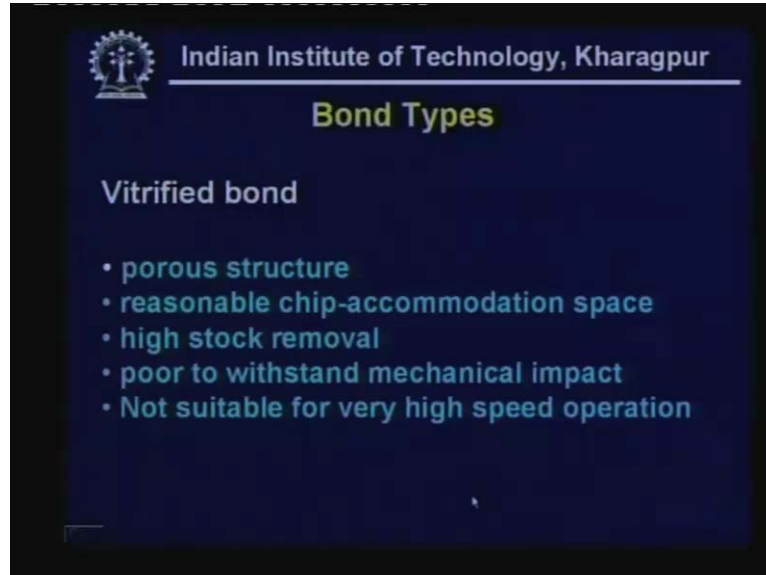 Indian Institute of Technology, Kharagpur
Bond Types
Vitrified bond
• porous structure
• reasonable chip-accommodation space
• high stock removal
• poor to withstand mechanical impact
• Not suitable for very high speed operation